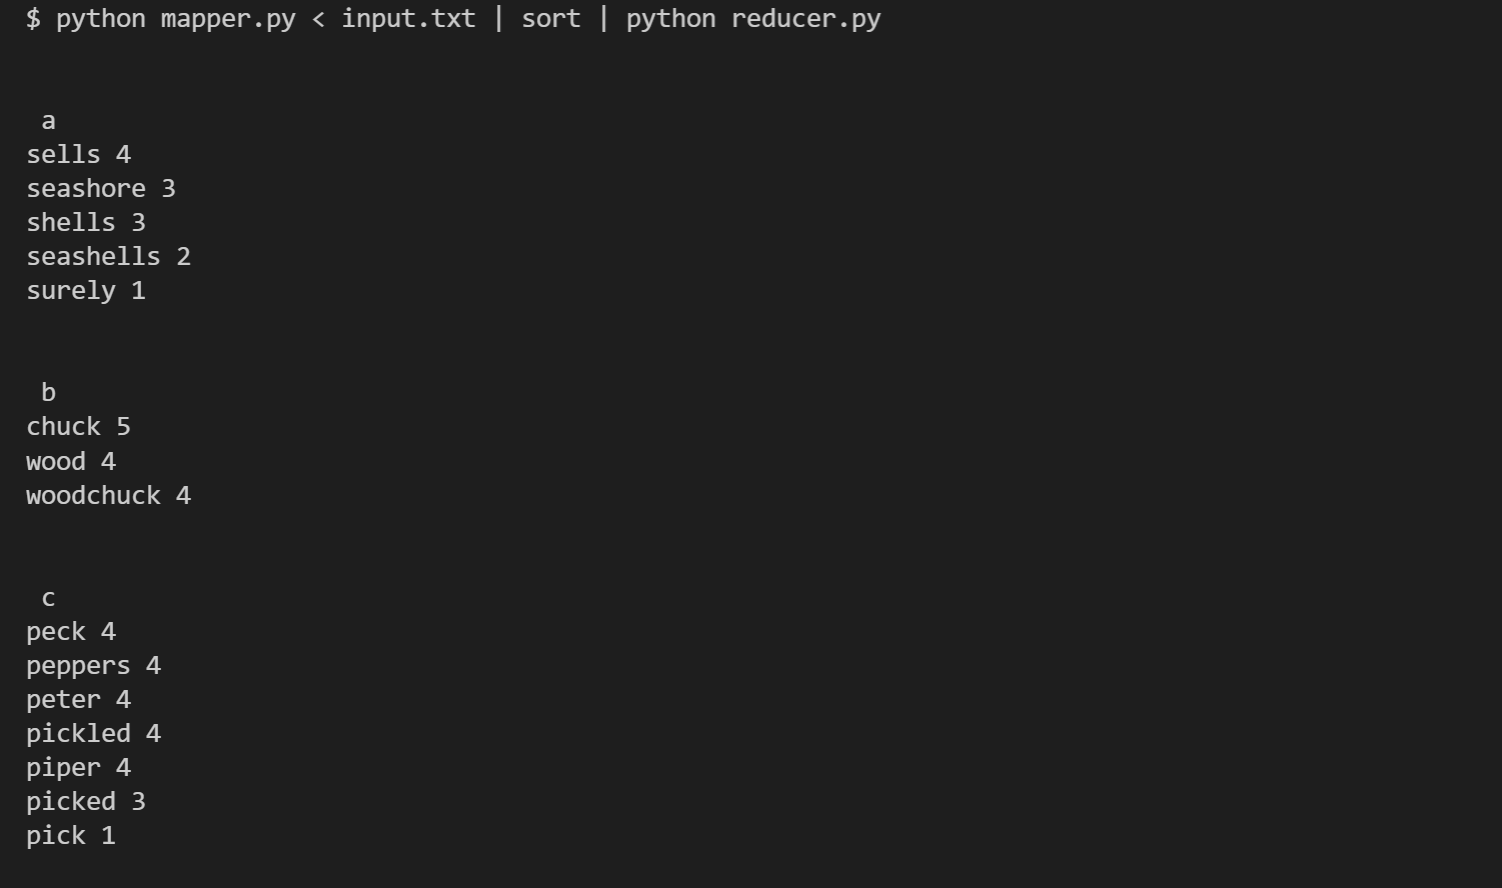 $ python mapper.py < input.txt | sort | python reducer.py
a
sells 4
seashore 3
shells 3
seashells 2
surely 1
b
chuck 5
wood 4
woodchuck 4
c
peck 4
peppers 4
peter 4
pickled 4
piper 4
picked 3
pick 1